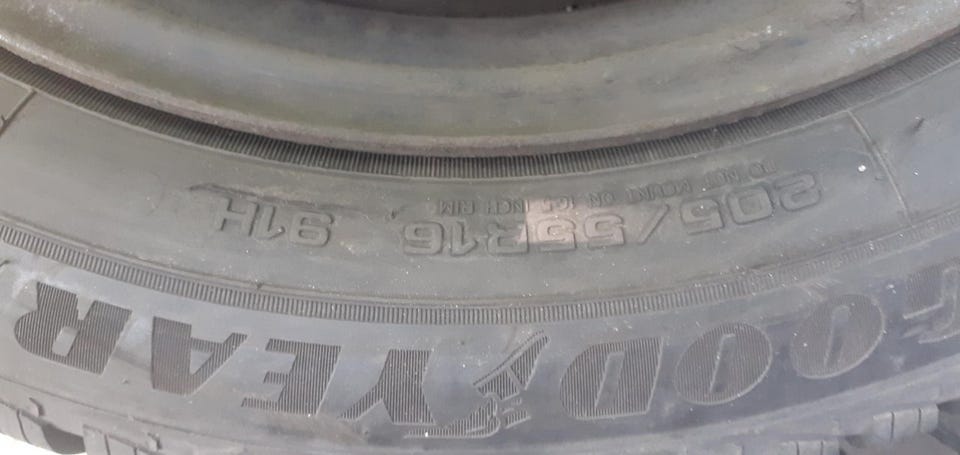 GOODYEAR
205/55R16 91H
DO NOT MOUNT ON 16.5 INCH RIM